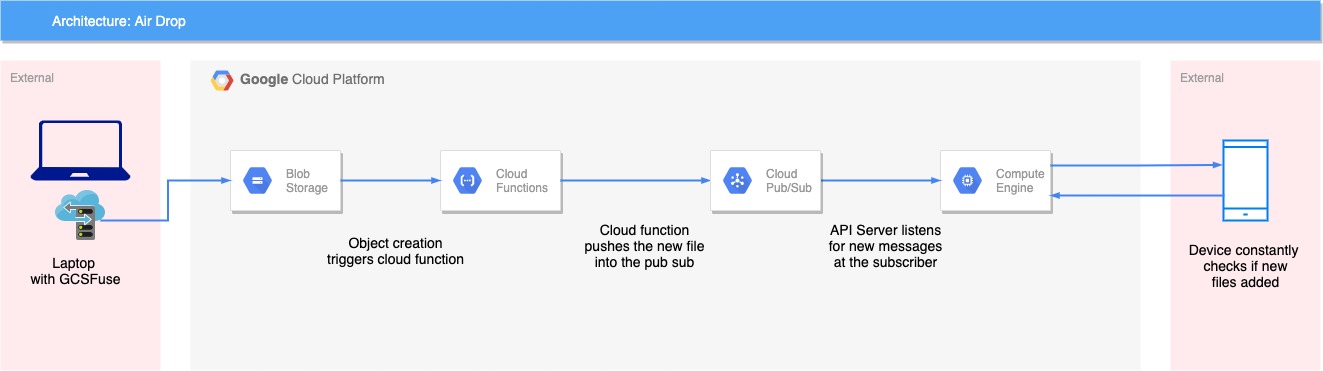 Architecture: Air Drop
External
Google Cloud Platform
External
Blob
Storage
Cloud
Functions
Cloud
Pub/Sub
Compute
Engine
Object creation
triggers cloud function
Cloud function
pushes the new file
into the pub sub
API Server listens
for new messages
at the subscriber
Laptop
with GCSFuse
Device constantly
checks if new
files added